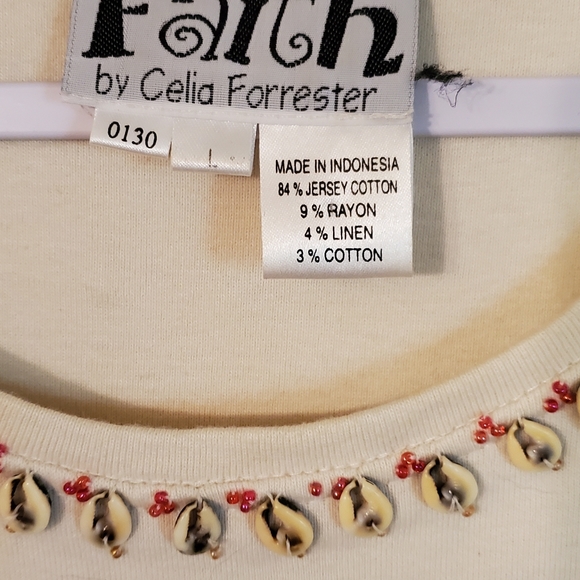 Faith
by Celia Forrester
0130
L
MADE IN INDONESIA
84 % JERSEY COTTON
9 % RAYON
4 % LINEN
3 % COTTON